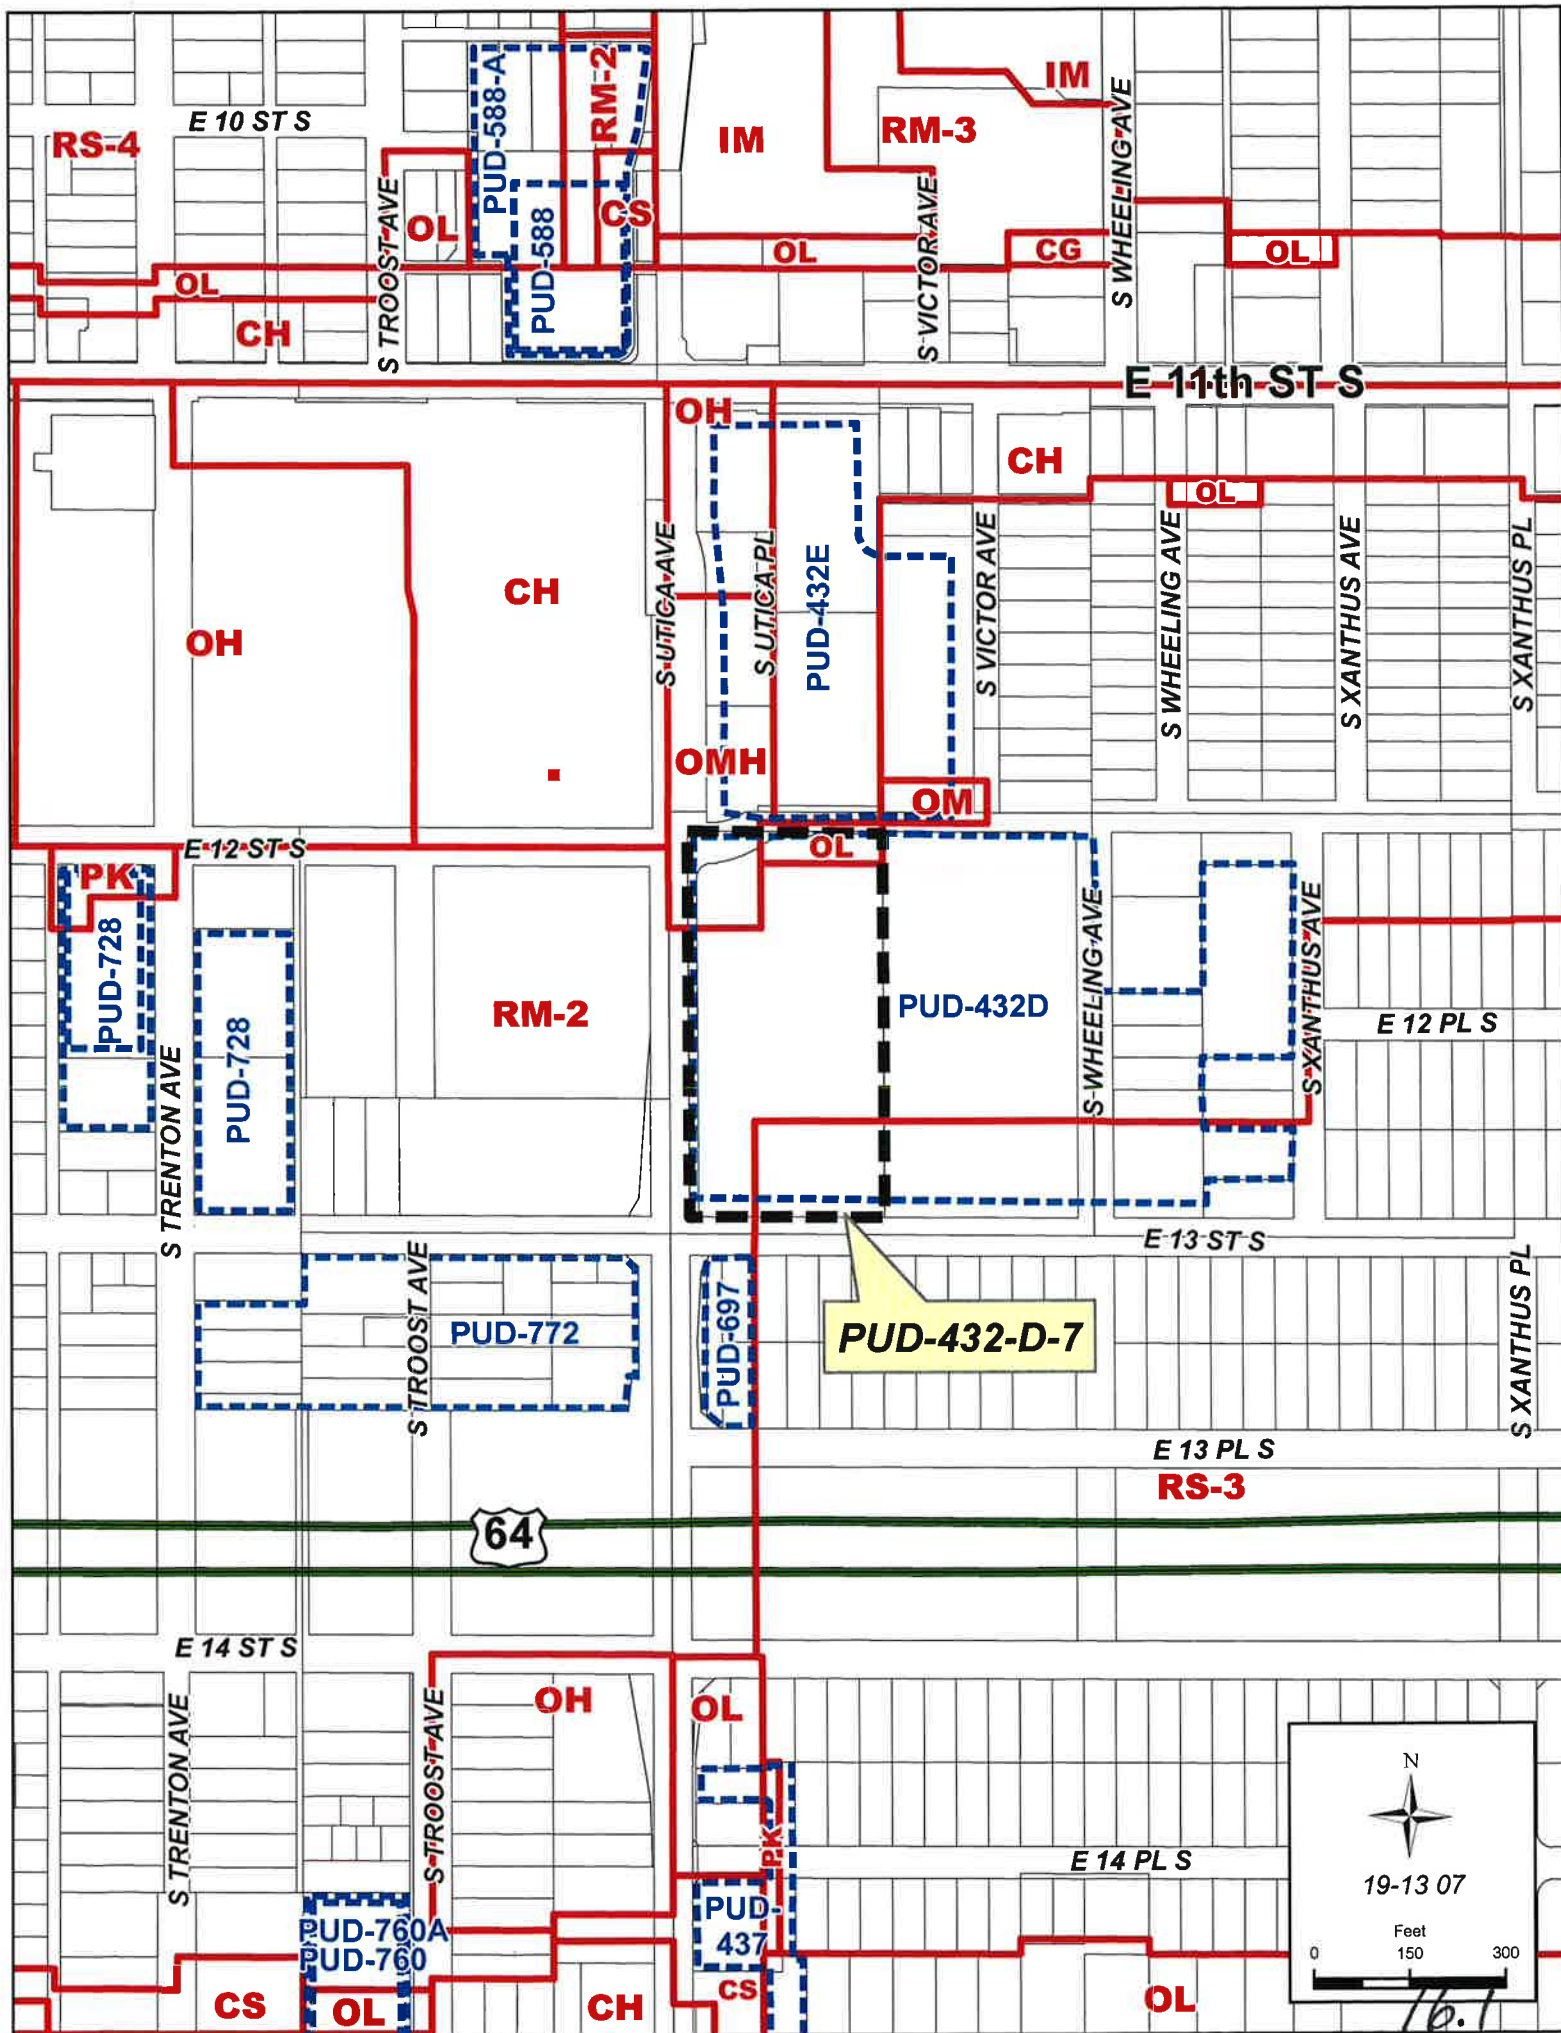 E 10 ST S
RS-4
PUD-588-A
RM-2
IM
RM-3
IM
S WHEELING AVE
S TROOST AVE
OL
PUD-588
CS
OL
S VICTOR AVE
CG
OL
OL
CH
E 11th ST S
OH
CH
OL
CH
OH
S UTICA AVE
S UTICA PL
PUD-432E
S VICTOR AVE
S WHEELING AVE
S XANTHUS AVE
S XANTHUS PL
OMH
OM
E 12 ST S
OL
PK
PUD-728
PUD-728
RM-2
PUD-432D
S WHEELING AVE
S XANTHUS AVE
E 12 PL S
S TRENTON AVE
E 13 ST S
S TROOST AVE
PUD-772
PUD-697
PUD-432-D-7
S XANTHUS PL
E 13 PL S
RS-3
64
E 14 ST S
OH
OL
S TRENTON AVE
S TROOST AVE
PK
E 14 PL S
PUD-760A
PUD-760
PUD-
437
CS
OL
CH
CS
OL
N
19-13 07
Feet
0 150 300
16.1